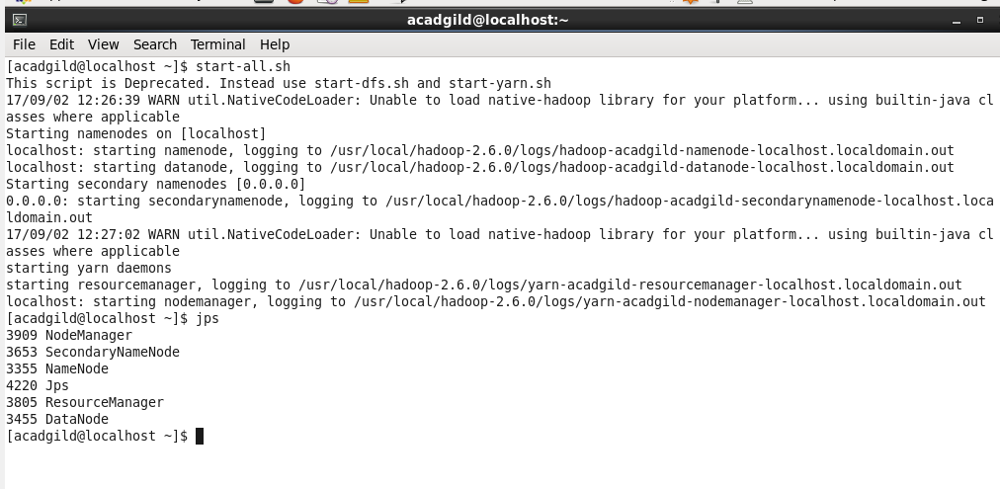 acadgild@localhost:~
File Edit View Search Terminal Help
[acadgild@localhost ~]$ start-all.sh
This script is Deprecated. Instead use start-dfs.sh and start-yarn.sh
17/09/02 12:26:39 WARN util.NativeCodeLoader: Unable to load native-hadoop library for your platform... using builtin-java cl
asses where applicable
Starting namenodes on [localhost]
localhost: starting namenode, logging to /usr/local/hadoop-2.6.0/logs/hadoop-acadgild-namenode-localhost.localdomain.out
localhost: starting datanode, logging to /usr/local/hadoop-2.6.0/logs/hadoop-acadgild-datanode-localhost.localdomain.out
Starting secondary namenodes [0.0.0.0]
0.0.0.0: starting secondarynamenode, logging to /usr/local/hadoop-2.6.0/logs/hadoop-acadgild-secondarynamenode-localhost.loca
ldomain.out
17/09/02 12:27:02 WARN util.NativeCodeLoader: Unable to load native-hadoop library for your platform... using builtin-java cl
asses where applicable
starting yarn daemons
starting resourcemanager, logging to /usr/local/hadoop-2.6.0/logs/yarn-acadgild-resourcemanager-localhost.localdomain.out
localhost: starting nodemanager, logging to /usr/local/hadoop-2.6.0/logs/yarn-acadgild-nodemanager-localhost.localdomain.out
[acadgild@localhost ~]$ jps
3909 NodeManager
3653 SecondaryNameNode
3355 NameNode
4220 Jps
3805 ResourceManager
3455 DataNode
[acadgild@localhost ~]$